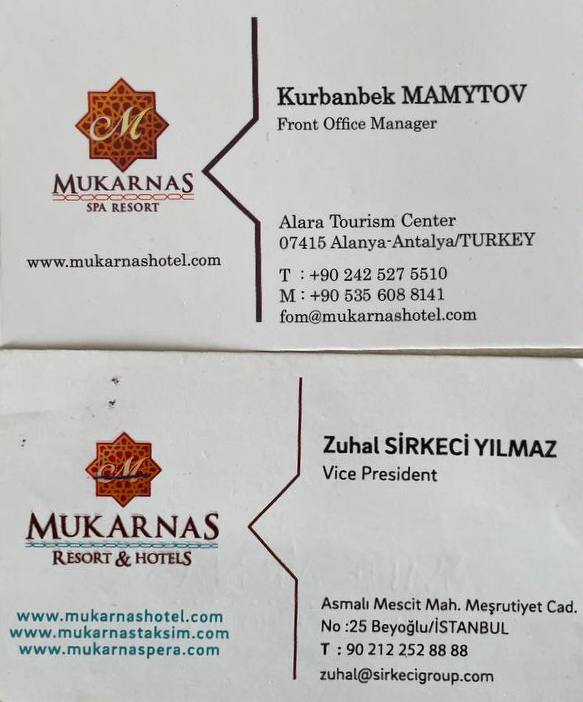 M
MUKARNAS
SPA RESORT
www.mukarnashotel.com
Kurbanbek MAMYTOV
Front Office Manager
Alara Tourism Center
07415 Alanya-Antalya/TURKEY
T : +90 242 527 5510
M : +90 535 608 8141
fom@mukarnashotel.com
M
MUKARNAS
RESORT & HOTELS
www.mukarnashotel.com
www.mukarnastaksim.com
www.mukarnaspera.com
Zuhal SİRKECİ YILMAZ
Vice President
Asmalı Mescit Mah. Meşrutiyet Cad.
No :25 Beyoğlu/İSTANBUL
T : 90 212 252 88 88
zuhal@sirkecigroup.com